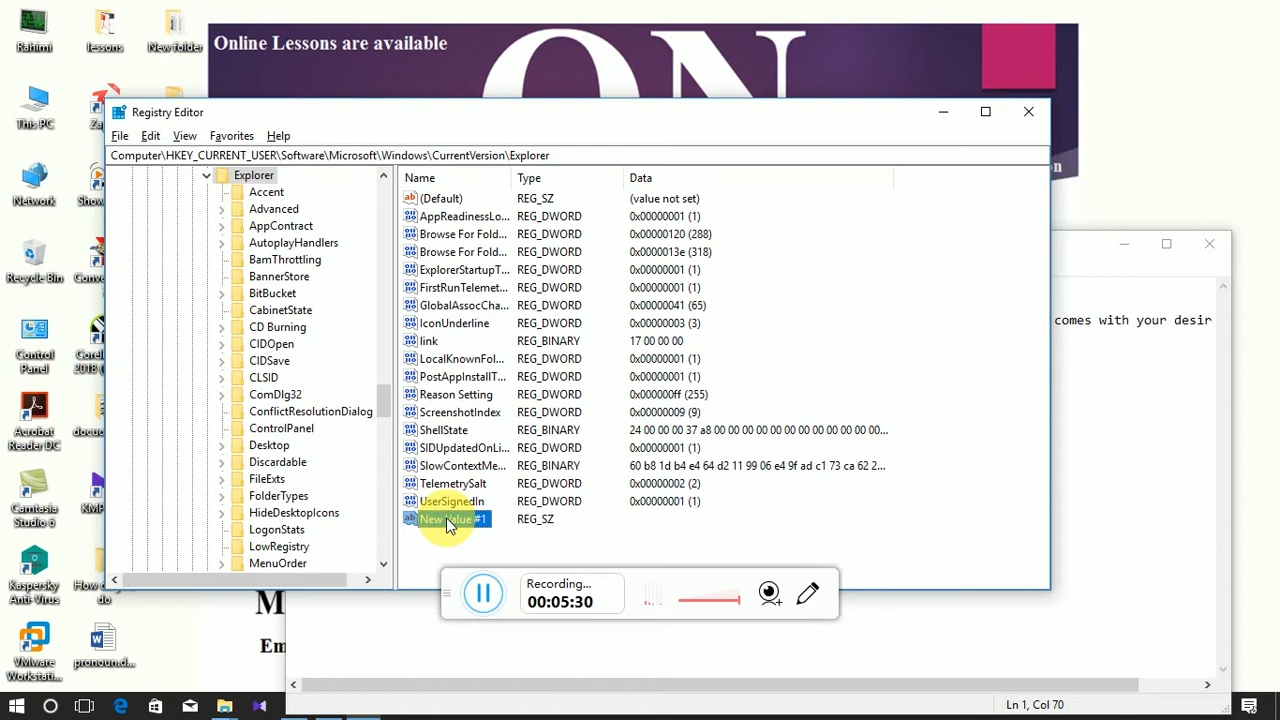 Rahimi
lessons
New folder
Online Lessons are available
ON
Registry Editor
File Edit View Favorites Help
Computer\HKEY_CURRENT_USER\Software\Microsoft\Windows\CurrentVersion\Explorer
Explorer
Accent
Advanced
AppContract
AutoplayHandlers
BamThrottling
BannerStore
BitBucket
CabinetState
CD Burning
CIDOpen
CIDSave
CLSID
ComDlg32
ConflictResolutionDialog
ControlPanel
Desktop
Discardable
FileExts
FolderTypes
HideDesktopIcons
LogonStats
LowRegistry
MenuOrder
Name Type Data
(Default) REG_SZ (value not set)
AppReadinessLo... REG_DWORD 0x00000001 (1)
Browse For Fold... REG_DWORD 0x00000120 (288)
Browse For Fold... REG_DWORD 0x0000013e (318)
ExplorerStartupT... REG_DWORD 0x00000001 (1)
FirstRunTelemet... REG_DWORD 0x00000001 (1)
GlobalAssocCha... REG_DWORD 0x00000041 (65)
IconUnderline REG_DWORD 0x00000003 (3)
link REG_BINARY 17 00 00 00
LocalKnownFol... REG_DWORD 0x00000001 (1)
PostAppInstallT... REG_DWORD 0x00000001 (1)
Reason Setting REG_DWORD 0x000000ff (255)
ScreenshotIndex REG_DWORD 0x00000009 (9)
ShellState REG_BINARY 24 00 00 00 37 a8 00 00 00 00 00 00 00 00 00 00 00...
SIDUpdatedOnLi... REG_DWORD 0x00000001 (1)
SlowContextMe... REG_BINARY 60 b8 1d b4 e4 64 d2 11 99 06 e4 9f ad c1 73 ca 62 2...
TelemetrySalt REG_DWORD 0x00000002 (2)
UserSignedIn REG_DWORD 0x00000001 (1)
New Value #1 REG_SZ
comes with your desir
Recording...
00:05:30
This PC
Network
Recycle Bin
Control
Panel
Acrobat
Reader DC
Camtasia
Studio 6
Kaspersky
Anti-Virus
How
do
VMware
Workstati...
pronoun.d...
2018
Ln 1, Col 70